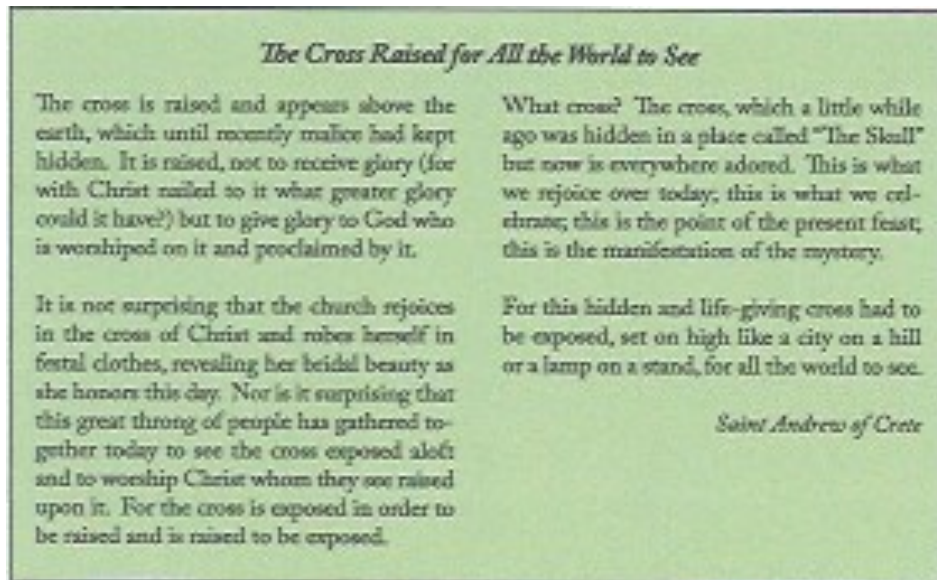 The Cross Raised for All the World to See
The cross is raised and appears above the
earth, which until recently malice had kept
hidden. It is raised, not to receive glory (for
with Christ nailed to it what greater glory
could it have?) but to give glory to God who
is worshiped on it and proclaimed by it.
It is not surprising that the church rejoices
in the cross of Christ and robes herself in
festal clothes, revealing her bridal beauty as
she honors this day. Nor is it surprising that
this great throng of people has gathered to-
gether today to see the cross exposed aloft
and to worship Christ whom they see raised
upon it. For the cross is exposed in order to
be raised and is raised to be exposed.
What cross? The cross, which a little while
ago was hidden in a place called "The Skull"
but now is everywhere adored. This is what
we rejoice over today; this is what we cel-
ebrate; this is the point of the present feast;
this is the manifestation of the mystery.
For this hidden and life-giving cross had to
be exposed, set on high like a city on a hill
or a lamp on a stand, for all the world to see.
Saint Andrew of Crete